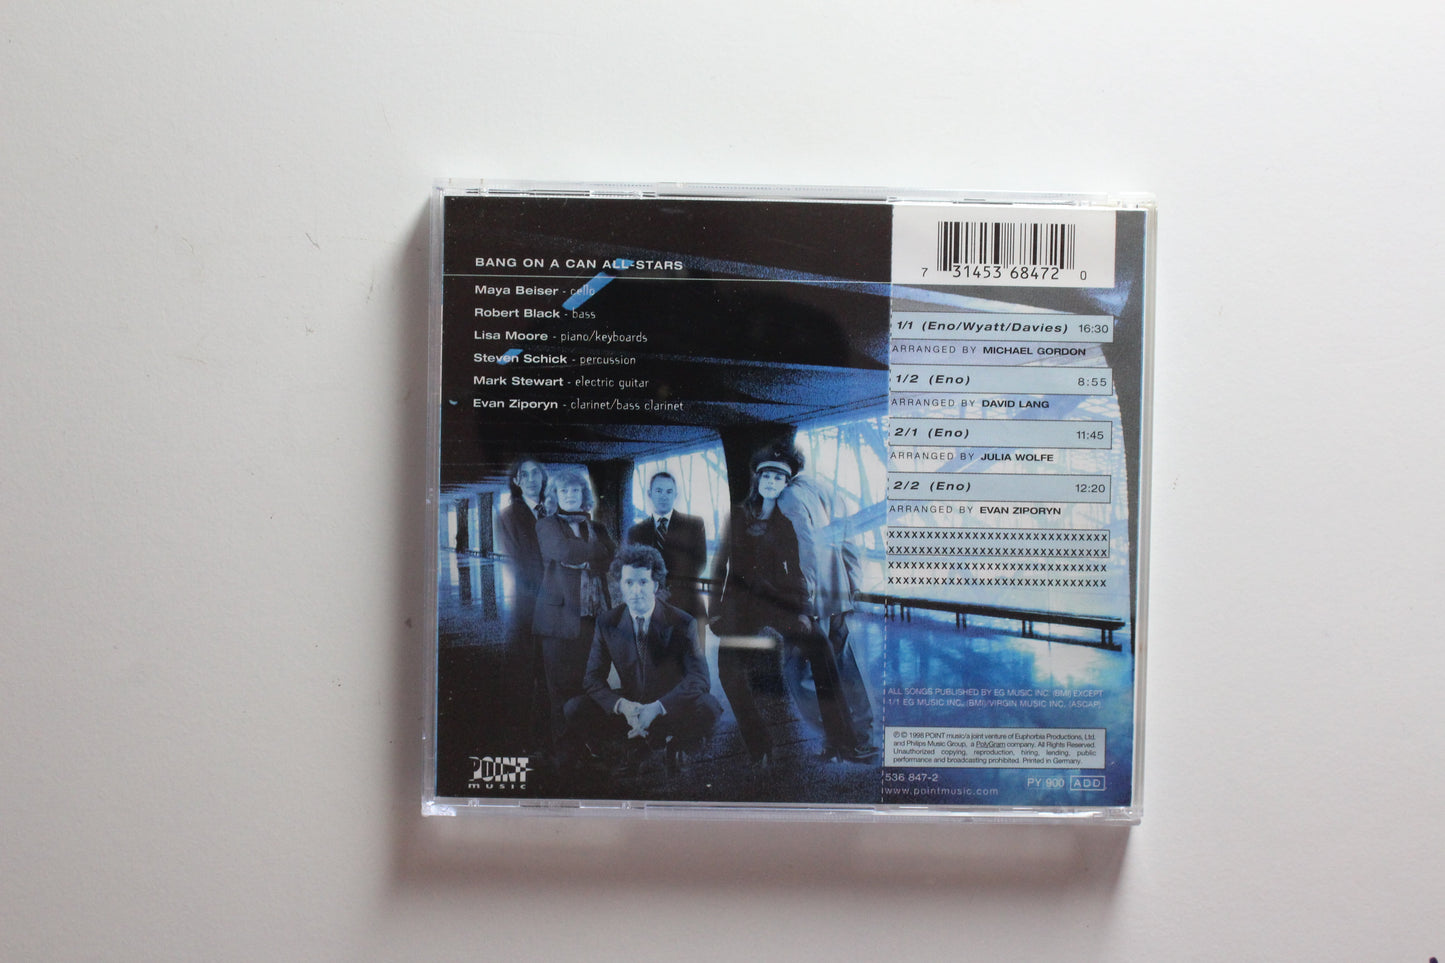 BANG ON A CAN ALL-STARS
Maya Beiser - cello
Robert Black - bass
Lisa Moore - piano/keyboards
Steven Schick - percussion
Mark Stewart - electric guitar
Evan Ziporyn - clarinet/bass clarinet
POINT
MUSIC
7 31453 68472 0
1/1 (Eno/Wyatt/Davies) 16:30
ARRANGED BY MICHAEL GORDON
1/2 (Eno) 8:55
ARRANGED BY DAVID LANG
2/1 (Eno) 11:45
ARRANGED BY JULIA WOLFE
2/2 (Eno) 12:20
ARRANGED BY EVAN ZIPORYN
XXXXXXXXXXXXXXXXXXXXXXXXXXXXX
XXXXXXXXXXXXXXXXXXXXXXXXXXXXX
XXXXXXXXXXXXXXXXXXXXXXXXXXXXX
XXXXXXXXXXXXXXXXXXXXXXXXXXXXX
ALL SONGS PUBLISHED BY EG MUSIC INC. (BMI) EXCEPT
1/1 EG MUSIC INC. (BMI)/VIRGIN MUSIC INC. (ASCAP).
℗ © 1998 POINT music/a joint venture of Euphorbia Productions, Ltd.
and Philips Music Group, a PolyGram company. All Rights Reserved.
Unauthorized copying, reproduction, hiring, lending, public
performance and broadcasting prohibited. Printed in Germany.
536 847-2 PY 900 ADD
www.pointmusic.com